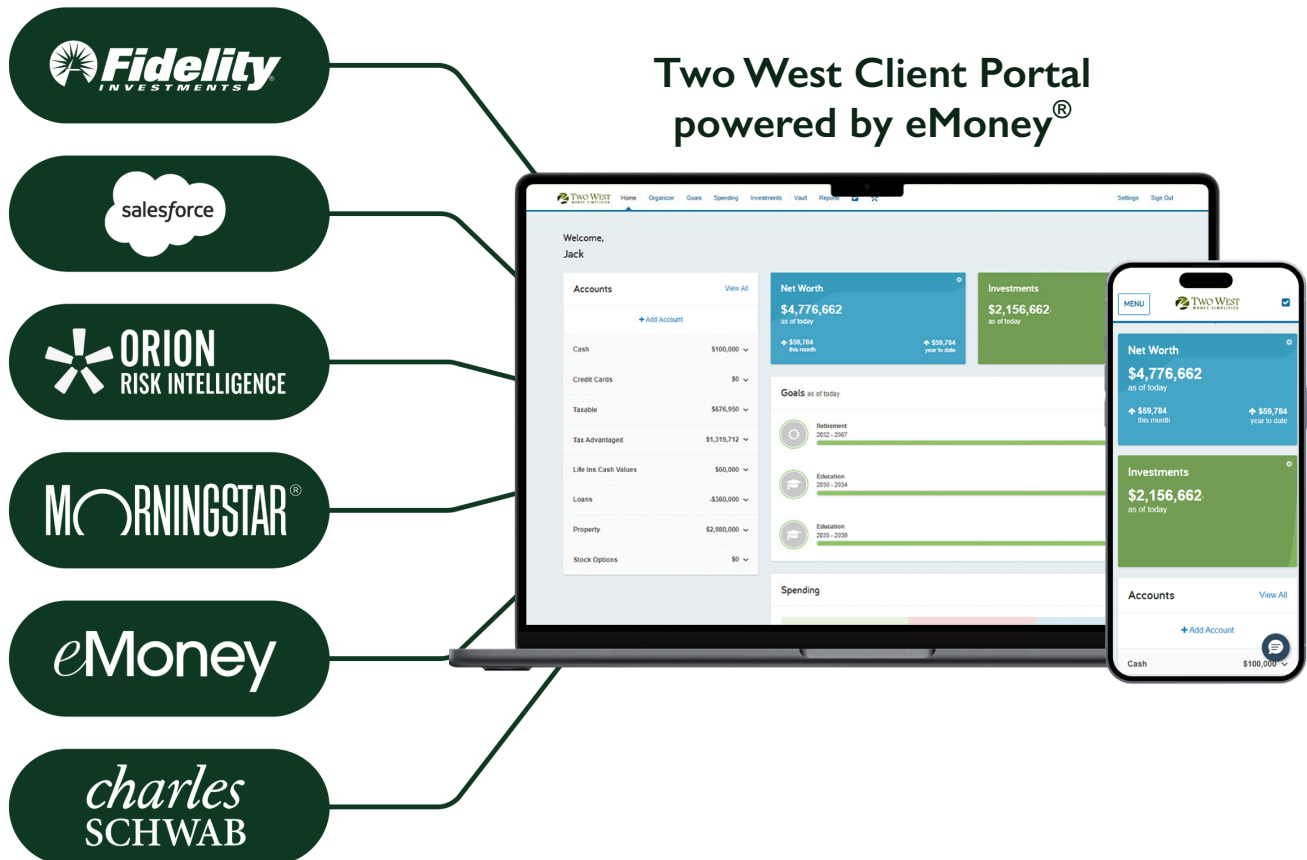 Fidelity
INVESTMENTS
salesforce
ORION
RISK INTELLIGENCE
MORNINGSTAR®
eMoney
charles
SCHWAB
Two West Client Portal
powered by eMoney®
TWO WEST
MONEY SIMPLIFIED
Home Organizer Goals Spending Investments Vault Reports Settings Sign Out
Welcome,
Jack
Accounts View All
+ Add Account
Cash $100,000
Credit Cards $0
Taxable $676,950
Tax Advantaged $1,319,712
Life Ins Cash Values $60,000
Loans -$360,000
Property $2,980,000
Stock Options $0
Net Worth
$4,776,662
as of today
$59,784 $59,784
this month year to date
Investments
$2,156,662
as of today
Goals as of today
Retirement
2032 - 2067
Education
2030 - 2034
Education
2035 - 2039
Spending
MENU
TWO WEST
MONEY SIMPLIFIED
Net Worth
$4,776,662
as of today
$59,784 $59,784
this month year to date
Investments
$2,156,662
as of today
Accounts View All
+ Add Account
Cash $100,000